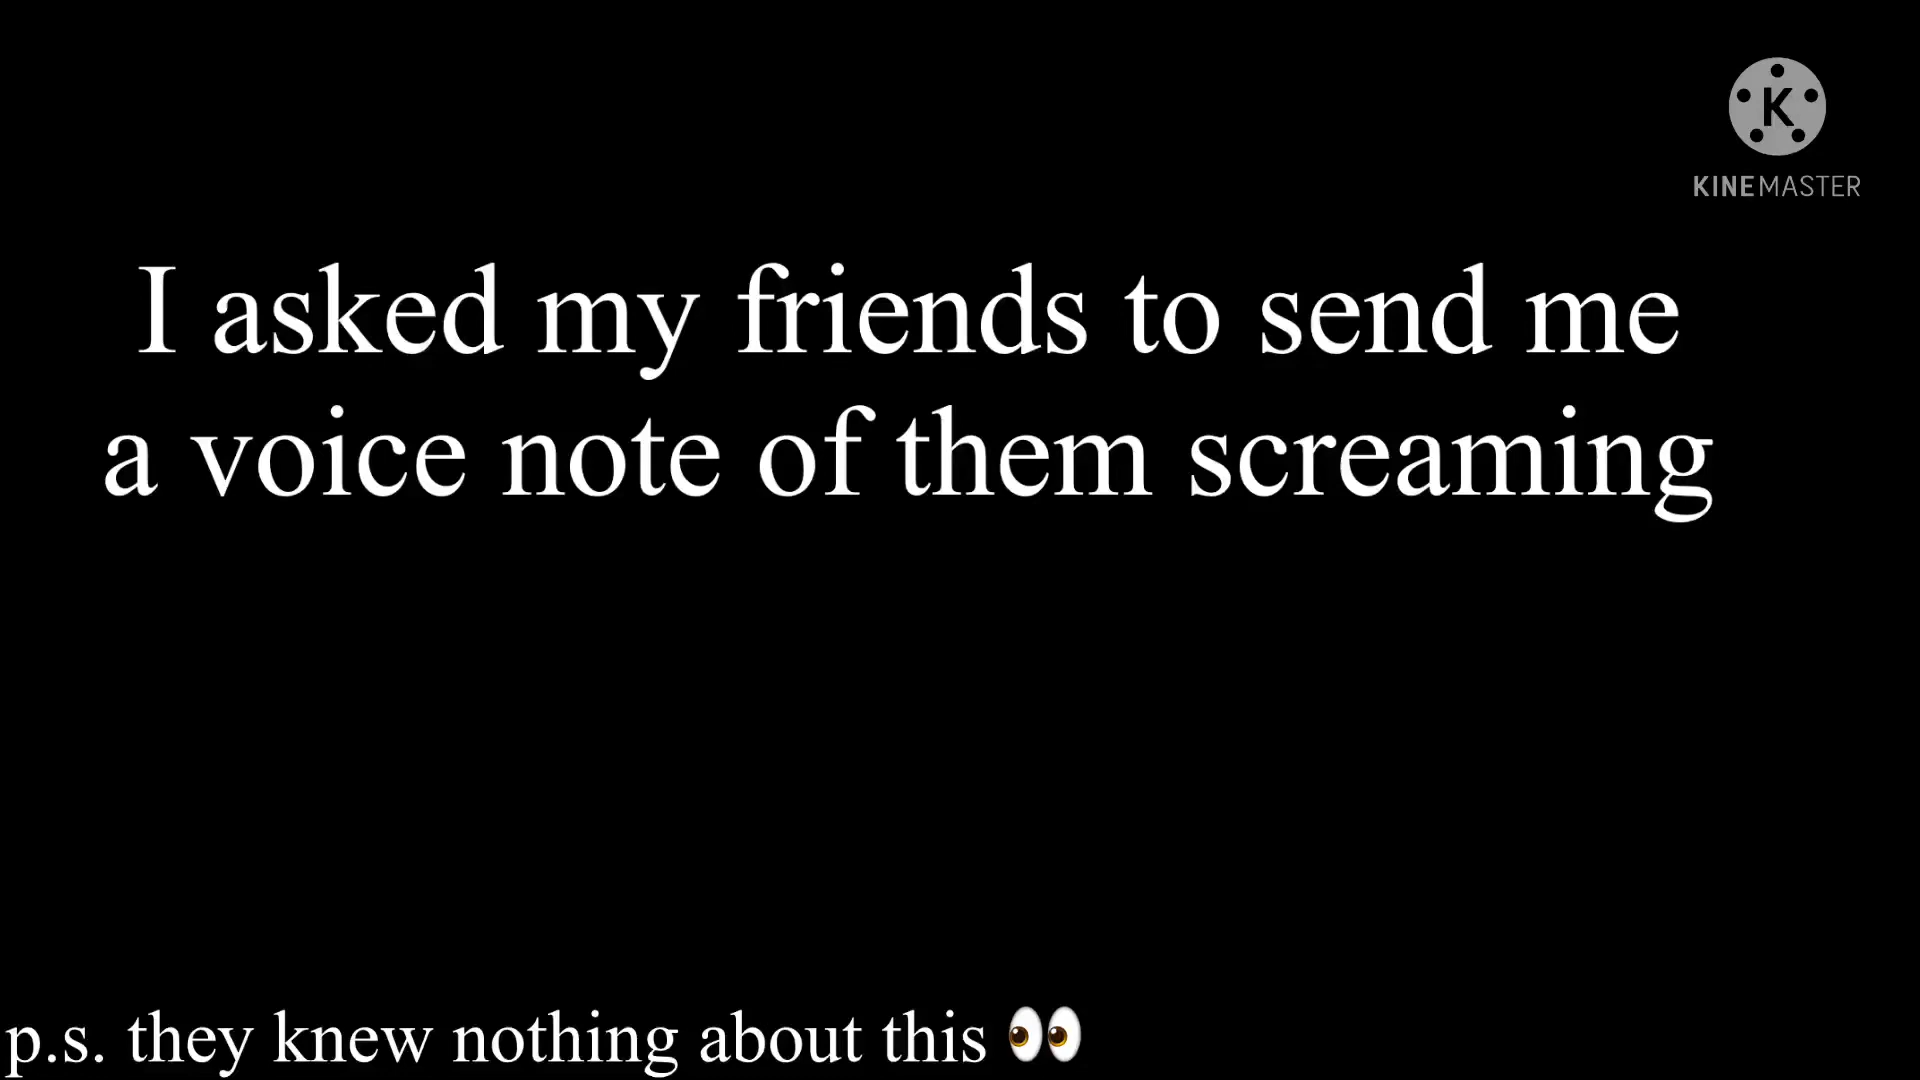 K
KINEMASTER
I asked my friends to send me
a voice note of them screaming
p.s. they knew nothing about this 👀